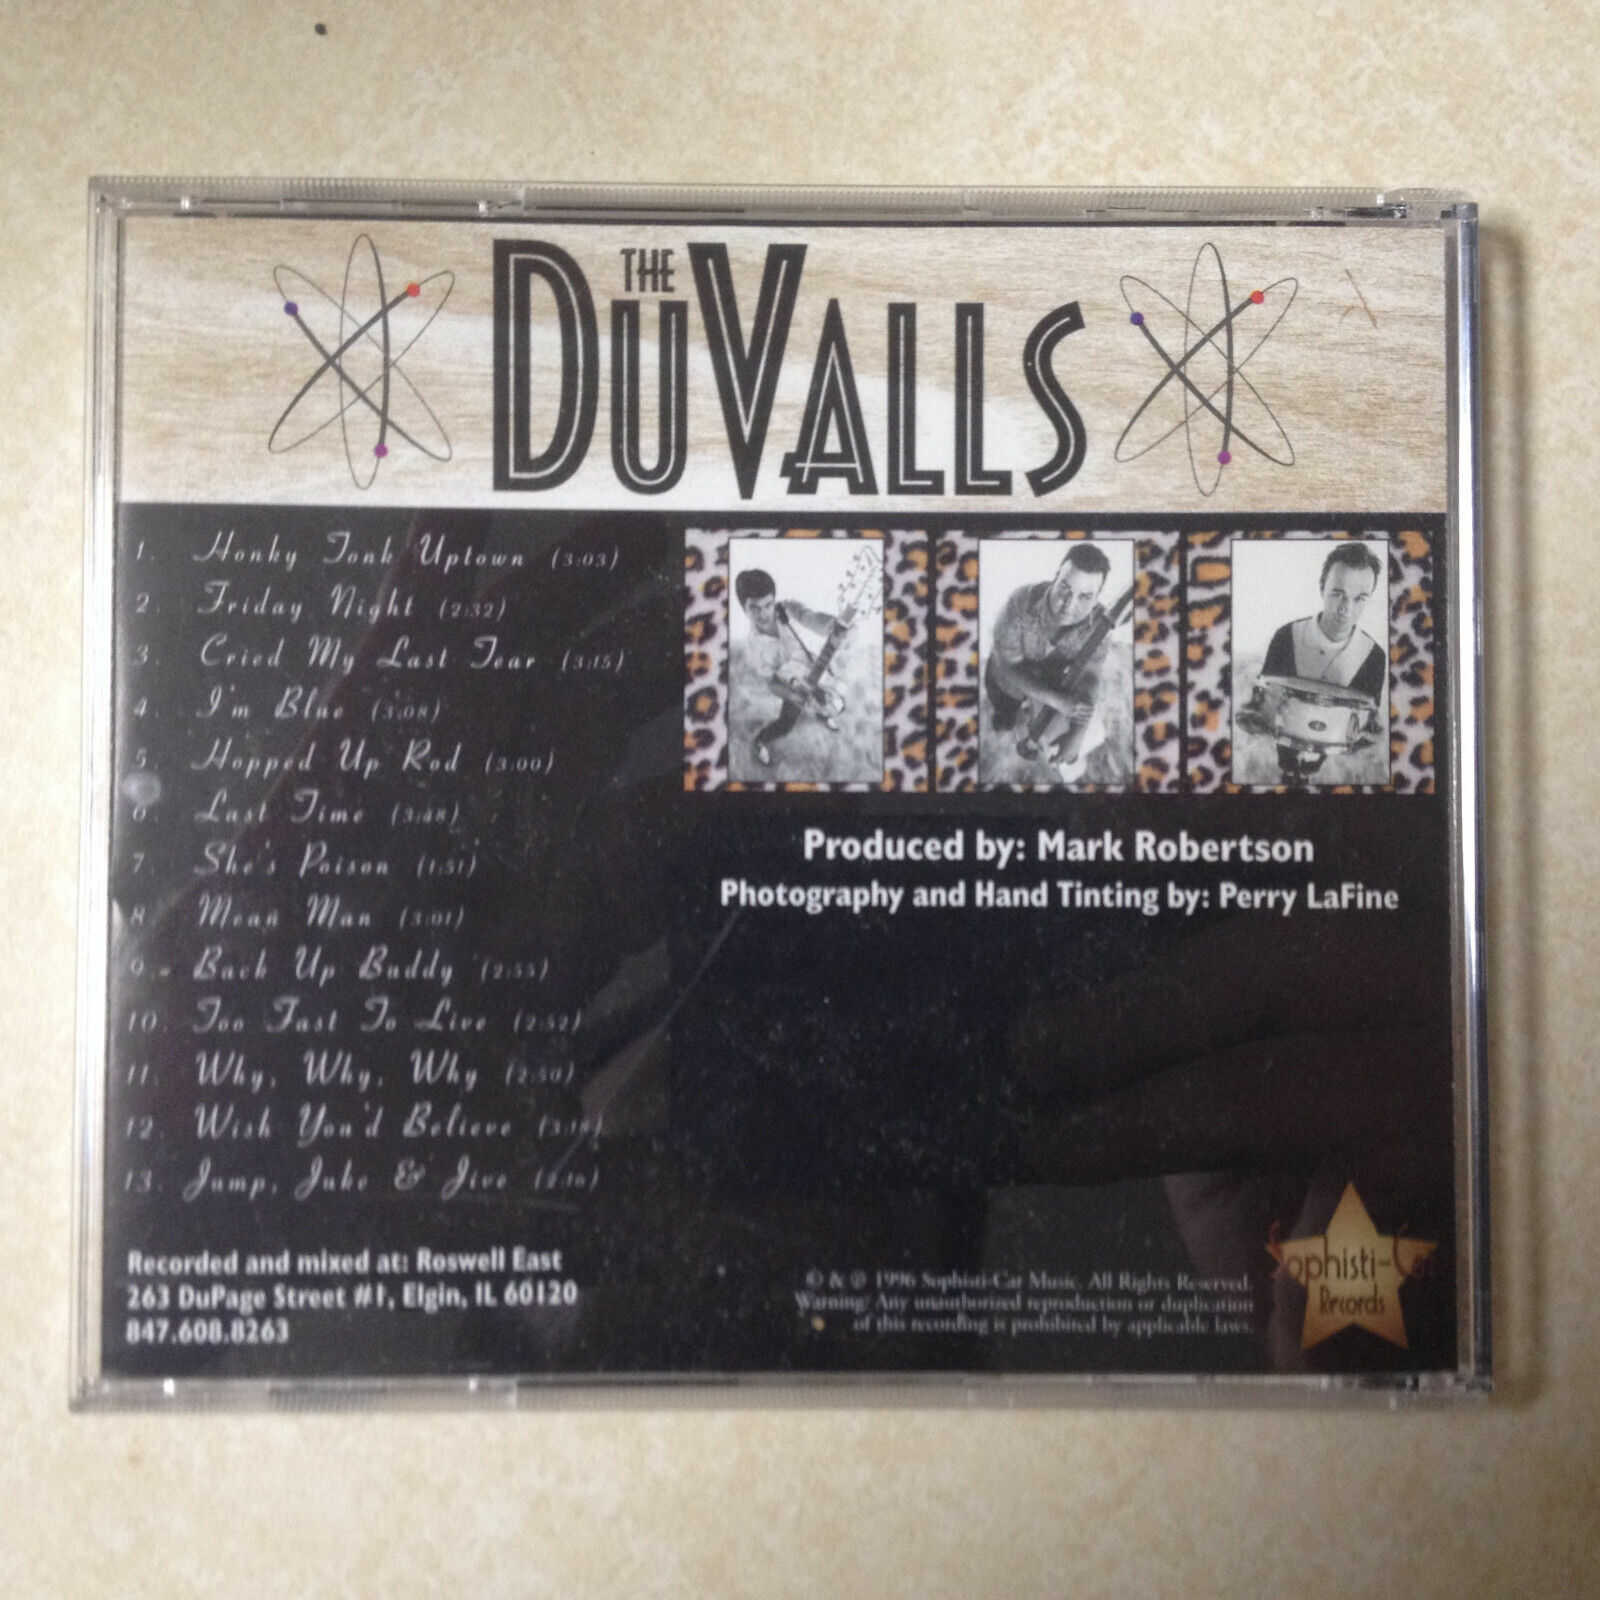 THE
DUVALLS
1. Honky Tonk Uptown (3:03)
2. Friday Night (2:32)
3. Cried My Last Tear (3:15)
4. I'm Blue (3:08)
5. Hopped Up Rod (3:00)
6. Last Time (3:48)
7. She's Poison (1:51)
8 Mean Man (3:01)
9. Back Up Buddy (2:55)
10. Too Fast To Live (2:52)
11. Why, Why, Why (2:50)
12. Wish You'd Believe
13. Jump, Juke & Jive (2:16)
Produced by: Mark Robertson
Photography and Hand Tinting by: Perry LaFine
Recorded and mixed at: Roswell East
263 DuPage Street #1, Elgin, IL 60120
847.608.8263
© & ℗ 1996 Sophisti-Cat Music. All Rights Reserved.
Warning: Any unauthorized reproduction or duplication
of this recording is prohibited by applicable laws.
Sophisti-Cat
Records